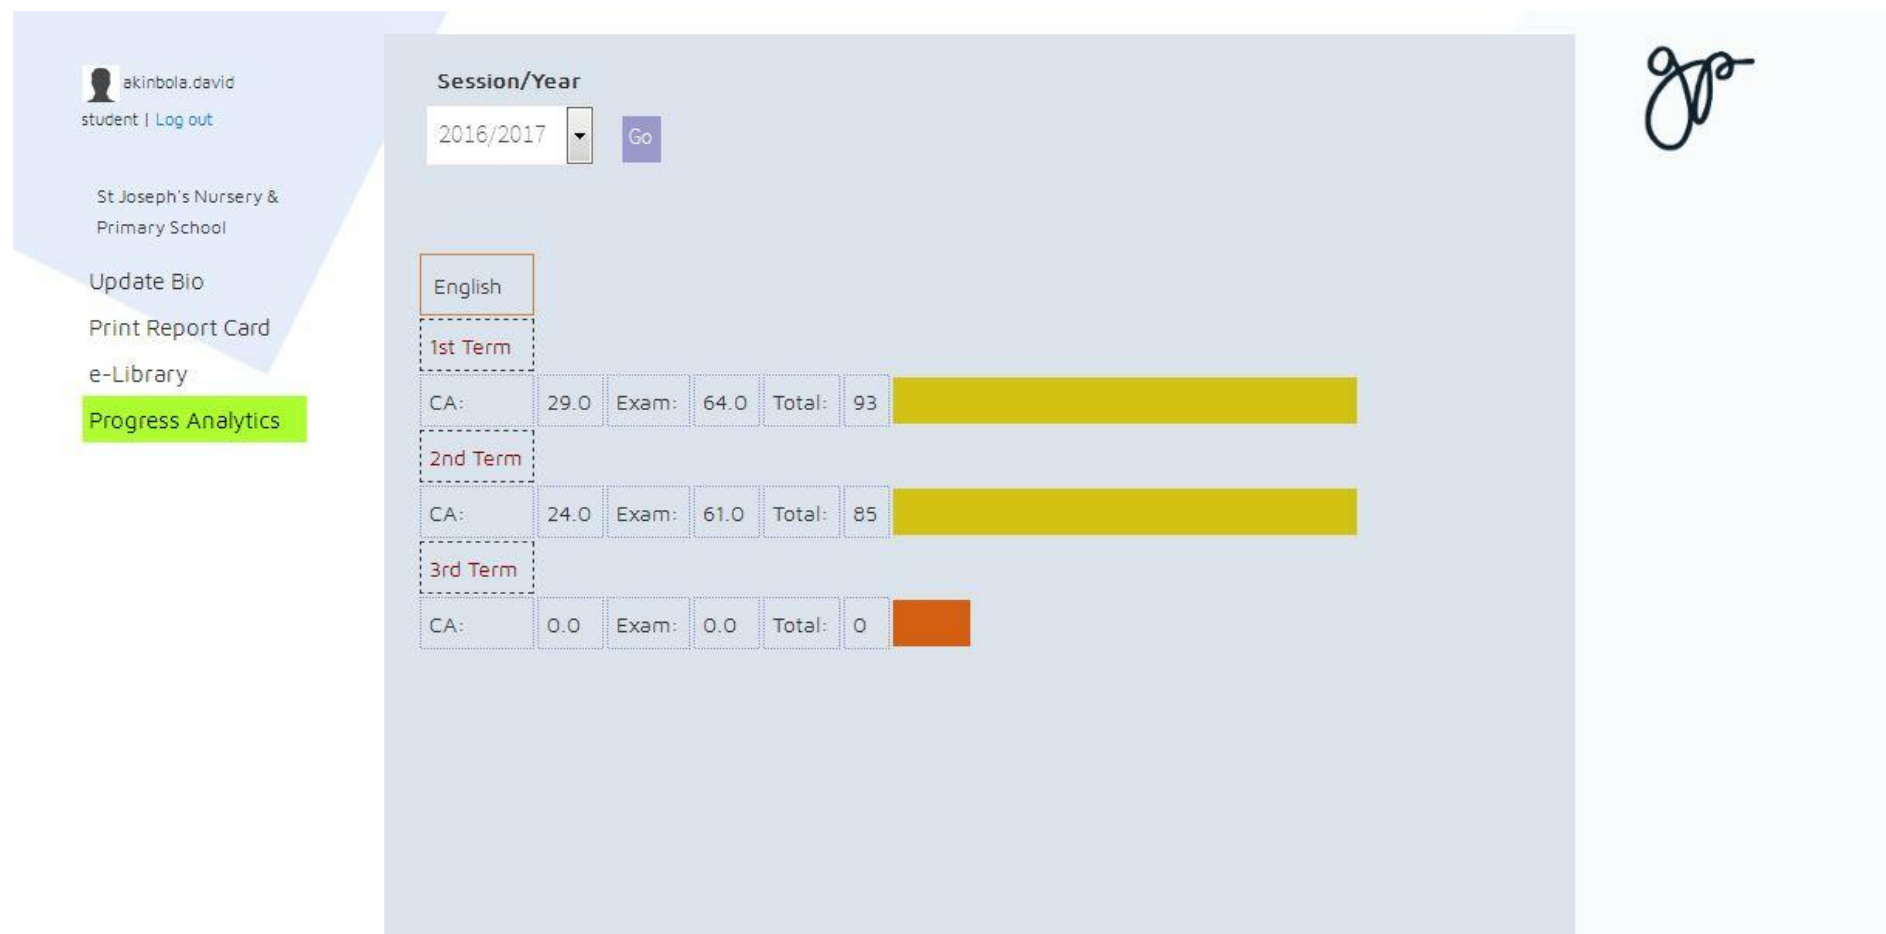 akinbola.david
student | Log out
St Joseph's Nursery &
Primary School
Update Bio
Print Report Card
e-Library
Progress Analytics
Session/Year
2016/2017 Go
English
1st Term
CA: 29.0 Exam: 64.0 Total: 93
2nd Term
CA: 24.0 Exam: 61.0 Total: 85
3rd Term
CA: 0.0 Exam: 0.0 Total: 0